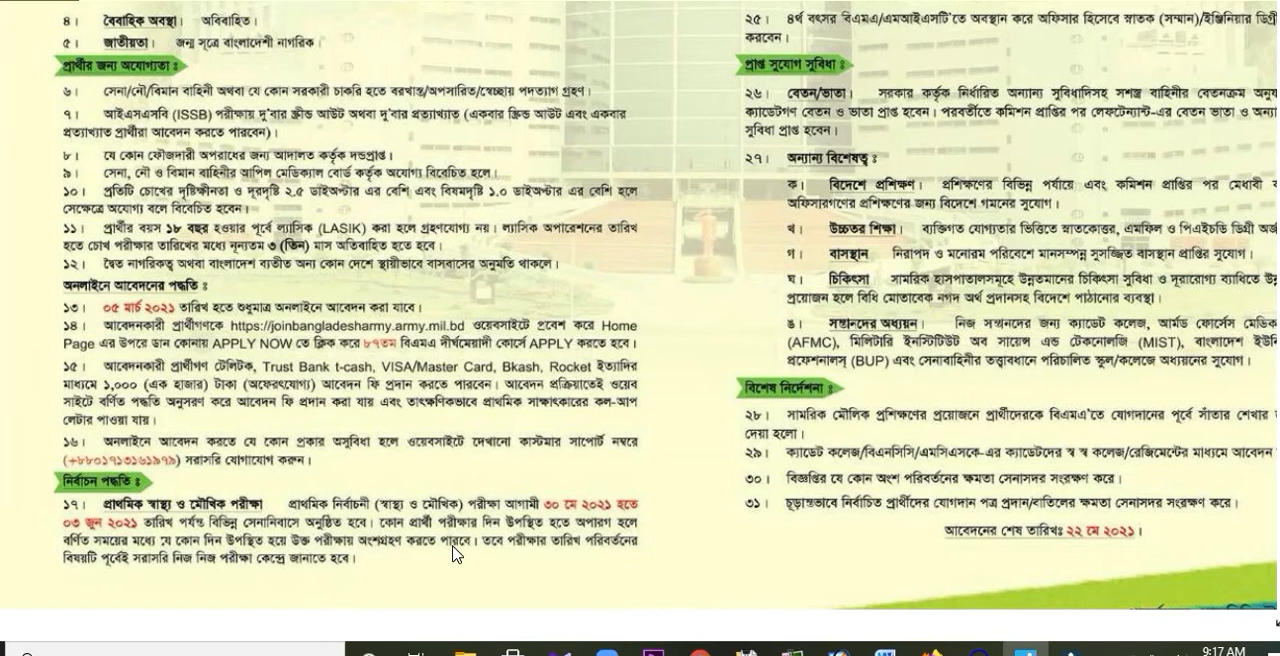 ৪। বৈবাহিক অবস্থা। অবিবাহিত।
৫। জাতীয়তা। জন্ম সূত্রে বাংলাদেশী নাগরিক।
প্রার্থীর জন্য অযোগ্যতা ঃ
৬। সেনা/নৌ/বিমান বাহিনী অথবা যে কোন সরকারী চাকরি হতে বরখাস্ত/অপসারিত/স্বেচ্ছায় পদত্যাগ গ্রহণ।
৭। আইএসএসবি (ISSB) পরীক্ষায় দু'বার স্ক্রীন্ড আউট অথবা দু'বার প্রত্যাখ্যাত (একবার স্ক্রিন্ড আউট এবং একবার
প্রত্যাখ্যাত প্রার্থীরা আবেদন করতে পারবেন)।
৮। যে কোন ফৌজদারী অপরাধের জন্য আদালত কর্তৃক দন্ডপ্রাপ্ত।
৯। সেনা, নৌ ও বিমান বাহিনীর আপিল মেডিক্যাল বোর্ড কর্তৃক অযোগ্য বিবেচিত হলে।
১০। প্রতিটি চোখের দৃষ্টিক্ষীনতা ও দূরদৃষ্টি ২.৫ ডাইঅপ্টার এর বেশি এবং বিষমদৃষ্টি ১.০ ডাইঅপ্টার এর বেশি হলে
সেক্ষেত্রে অযোগ্য বলে বিবেচিত হবেন।
১১। প্রার্থীর বয়স ১৮ বছর হওয়ার পূর্বে ল্যাসিক (LASIK) করা হলে গ্রহণযোগ্য নয়। ল্যাসিক অপারেশনের তারিখ
হতে চোখ পরীক্ষার তারিখের মধ্যে নূন্যতম ৩ (তিন) মাস অতিবাহিত হতে হবে।
১২। দ্বৈত নাগরিকত্ব অথবা বাংলাদেশ ব্যতীত অন্য কোন দেশে স্থায়ীভাবে বাসবাসের অনুমতি থাকলে।
অনলাইনে আবেদনের পদ্ধতি ঃ
১৩। ০৫ মার্চ ২০২১ তারিখ হতে শুধুমাত্র অনলাইনে আবেদন করা যাবে।
১৪। আবেদনকারী প্রার্থীগণকে https://joinbangladesharmy.army.mil.bd ওয়েবসাইটে প্রবেশ করে Home
Page এর উপরে ডান কোনায় APPLY NOW তে ক্লিক করে ৮৭তম বিএমএ দীর্ঘমেয়াদী কোর্সে APPLY করতে হবে।
১৫। আবেদনকারী প্রার্থীগণ টেলিটক, Trust Bank t-cash, VISA/Master Card, Bkash, Rocket ইত্যাদির
মাধ্যমে ১,০০০ (এক হাজার) টাকা (অফেরৎযোগ্য) আবেদন ফি প্রদান করতে পারবেন। আবেদন প্রক্রিয়াতেই ওয়েব
সাইটে বর্ণিত পদ্ধতি অনুসরণ করে আবেদন ফি প্রদান করা যায় এবং তাৎক্ষণিকভাবে প্রাথমিক সাক্ষাৎকারের কল-আপ
লেটার পাওয়া যায়।
১৬। অনলাইনে আবেদন করতে যে কোন প্রকার অসুবিধা হলে ওয়েবসাইটে দেখানো কাস্টমার সাপোর্ট নম্বরে
(+৮৮০১৭১৩১৬১৯৭৯) সরাসরি যোগাযোগ করুন।
নির্বাচন পদ্ধতি ঃ
১৭। প্রাথমিক স্বাস্থ্য ও মৌখিক পরীক্ষা প্রাথমিক নির্বাচনী (স্বাস্থ্য ও মৌখিক) পরীক্ষা আগামী ৩০ মে ২০২১ হতে
০৩ জুন ২০২১ তারিখ পর্যন্ত বিভিন্ন সেনানিবাসে অনুষ্ঠিত হবে। কোন প্রার্থী পরীক্ষার দিন উপস্থিত হতে অপারগ হলে
বর্ণিত সময়ের মধ্যে যে কোন দিন উপস্থিত হয়ে উক্ত পরীক্ষায় অংশগ্রহণ করতে পারবে। তবে পরীক্ষার তারিখ পরিবর্তনের
বিষয়টি পূর্বেই সরাসরি নিজ নিজ পরীক্ষা কেন্দ্রে জানাতে হবে।
২৫। ৪র্থ বৎসর বিএমএ/এমআইএসটি'তে অবস্থান করে অফিসার হিসেবে স্নাতক (সম্মান)/ইঞ্জিনিয়ার ডিগ্রী
করবেন।
প্রাপ্ত সুযোগ সুবিধা ঃ
২৬। বেতন/ভাতা। সরকার কর্তৃক নির্ধারিত অন্যান্য সুবিধাদিসহ সশস্ত্র বাহিনীর বেতনক্রম
ক্যাডেটগণ বেতন ও ভাতা প্রাপ্ত হবেন। পরবর্তীতে কমিশন প্রাপ্তির পর লেফটেন্যান্ট-এর বেতন ভাতা ও
সুবিধা প্রাপ্ত হবেন।
২৭। অন্যান্য বিশেষত্ব ঃ
ক। বিদেশে প্রশিক্ষণ। প্রশিক্ষণের বিভিন্ন পর্যায়ে এবং কমিশন প্রাপ্তির পর মেধাবী
অফিসারগণের প্রশিক্ষণের জন্য বিদেশে গমনের সুযোগ।
খ। উচ্চতর শিক্ষা। ব্যক্তিগত যোগ্যতার ভিত্তিতে স্নাতকোত্তর, এমফিল ও পিএইচডি ডিগ্রী
গ। বাসস্থান নিরাপদ ও মনোরম পরিবেশে মানসম্পন্ন সুসজ্জিত বাসস্থান প্রাপ্তির সুযোগ।
ঘ। চিকিৎসা সামরিক হাসপাতালসমূহে উন্নতমানের চিকিৎসা সুবিধা ও দূরারোগ্য ব্যাধিতে
প্রয়োজন হলে বিধি মোতাবেক নগদ অর্থ প্রদানসহ বিদেশে পাঠানোর ব্যবস্থা।
ঙ। সন্তানদের অধ্যয়ন। নিজ সন্তানদের জন্য ক্যাডেট কলেজ, আর্মড ফোর্সেস
(AFMC), মিলিটারি ইনস্টিটিউট অব সায়েন্স এন্ড টেকনোলজি (MIST), বাংলাদেশ
প্রফেশনালস্ (BUP) এবং সেনাবাহিনীর তত্ত্বাবধানে পরিচালিত স্কুল/কলেজে অধ্যয়নের সুযোগ।
বিশেষ নির্দেশনা ঃ
২৮। সামরিক মৌলিক প্রশিক্ষণের প্রয়োজনে প্রার্থীদেরকে বিএমএ'তে যোগদানের পূর্বে সাঁতার শেখার
দেয়া হলো।
২৯। ক্যাডেট কলেজ/বিএনসিসি/এমসিএসকে-এর ক্যাডেটদের স্ব স্ব কলেজ/রেজিমেন্টের মাধ্যমে আবেদন
৩০। বিজ্ঞপ্তির যে কোন অংশ পরিবর্তনের ক্ষমতা সেনাসদর সংরক্ষণ করে।
৩১। চূড়ান্তভাবে নির্বাচিত প্রার্থীদের যোগদান পত্র প্রদান/বাতিলের ক্ষমতা সেনাসদর সংরক্ষণ করে।
আবেদনের শেষ তারিখঃ ২২ মে ২০২১।
9:17 AM